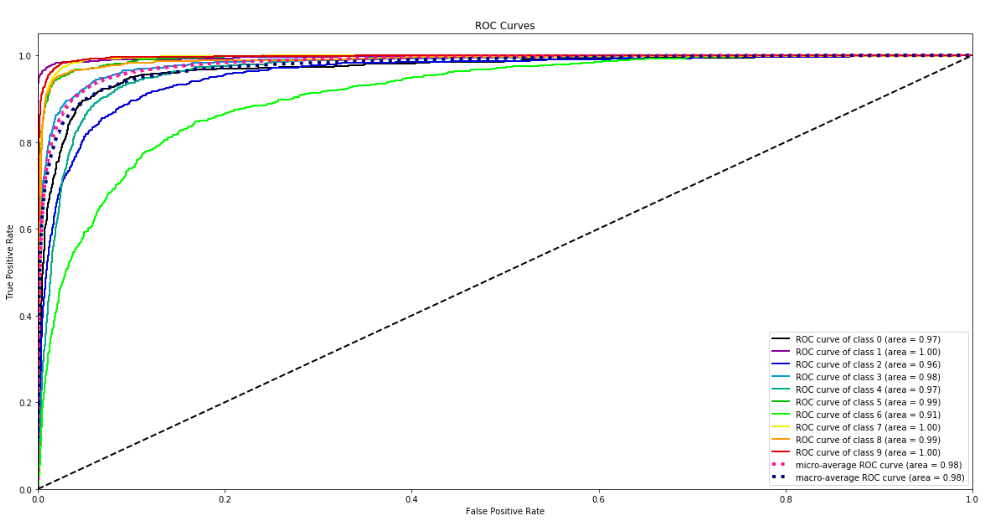 ROC Curves
1.0
0.8
0.6
0.4
0.2
0.0
True Positive Rate
0.0
0.2
0.4
0.6
0.8
1.0
False Positive Rate
ROC curve of class 0 (area = 0.97)
ROC curve of class 1 (area = 1.00)
ROC curve of class 2 (area = 0.96)
ROC curve of class 3 (area = 0.98)
ROC curve of class 4 (area = 0.97)
ROC curve of class 5 (area = 0.99)
ROC curve of class 6 (area = 0.91)
ROC curve of class 7 (area = 1.00)
ROC curve of class 8 (area = 0.99)
ROC curve of class 9 (area = 1.00)
micro-average ROC curve (area = 0.98)
macro-average ROC curve (area = 0.98)